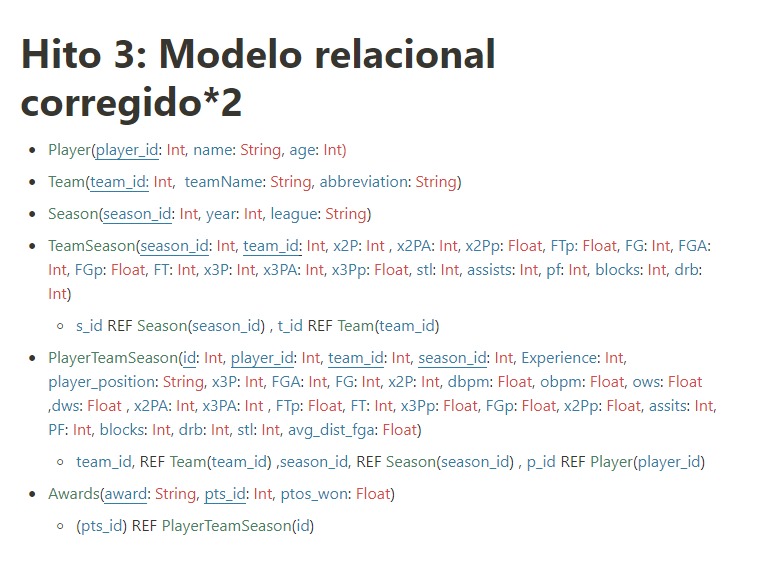 Hito 3: Modelo relacional
corregido*2
• Player(player_id: Int, name: String, age: Int)
• Team(team_id: Int, teamName: String, abbreviation: String)
• Season(season_id: Int, year: Int, league: String)
• TeamSeason(season_id: Int, team_id: Int, x2P: Int , x2PA: Int, x2Pp: Float, FTp: Float, FG: Int, FGA:
Int, FGp: Float, FT: Int, x3P: Int, x3PA: Int, x3Pp: Float, stl: Int, assists: Int, pf: Int, blocks: Int, drb:
Int)
◦ s_id REF Season(season_id) , t_id REF Team(team_id)
• PlayerTeamSeason(id: Int, player_id: Int, team_id: Int, season_id: Int, Experience: Int,
player_position: String, x3P: Int, FGA: Int, FG: Int, x2P: Int, dbpm: Float, obpm: Float, ows: Float
,dws: Float , x2PA: Int, x3PA: Int , FTp: Float, FT: Int, x3Pp: Float, FGp: Float, x2Pp: Float, assits: Int,
PF: Int, blocks: Int, drb: Int, stl: Int, avg_dist_fga: Float)
◦ team_id, REF Team(team_id) ,season_id, REF Season(season_id) , p_id REF Player(player_id)
• Awards(award: String, pts_id: Int, ptos_won: Float)
◦ (pts_id) REF PlayerTeamSeason(id)